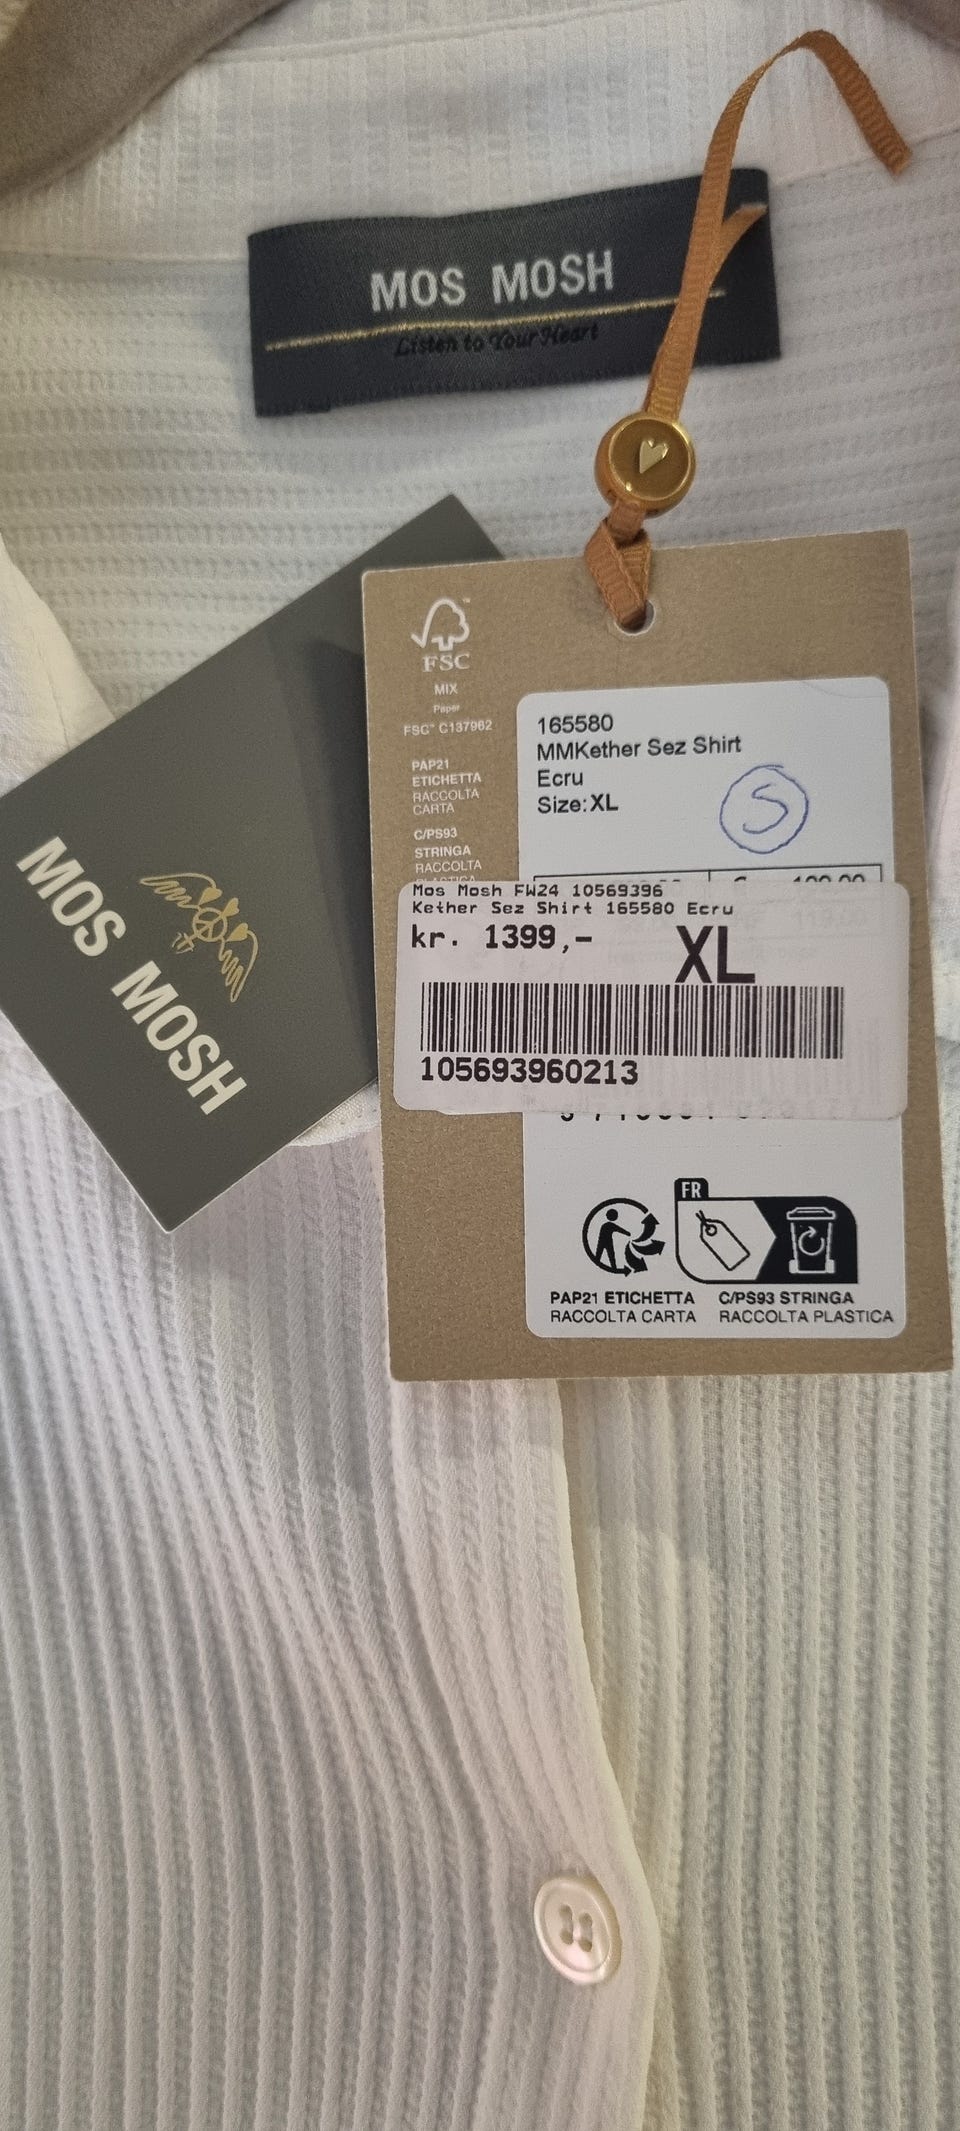 MOS MOSH
Listen to Your Heart
MOS MOSH
FSC
MIX
Paper
FSC™ C137962
PAP21
ETICHETTA
RACCOLTA
CARTA
C/PS93
STRINGA
RACCOLTA
PLASTICA
165580
MMKether Sez Shirt
Ecru
Size:XL
S
Mos Mosh FW24 10569396
Kether Sez Shirt 165580 Ecru
kr. 1399,-
XL
105693960213
FR
PAP21 ETICHETTA
RACCOLTA CARTA
C/PS93 STRINGA
RACCOLTA PLASTICA